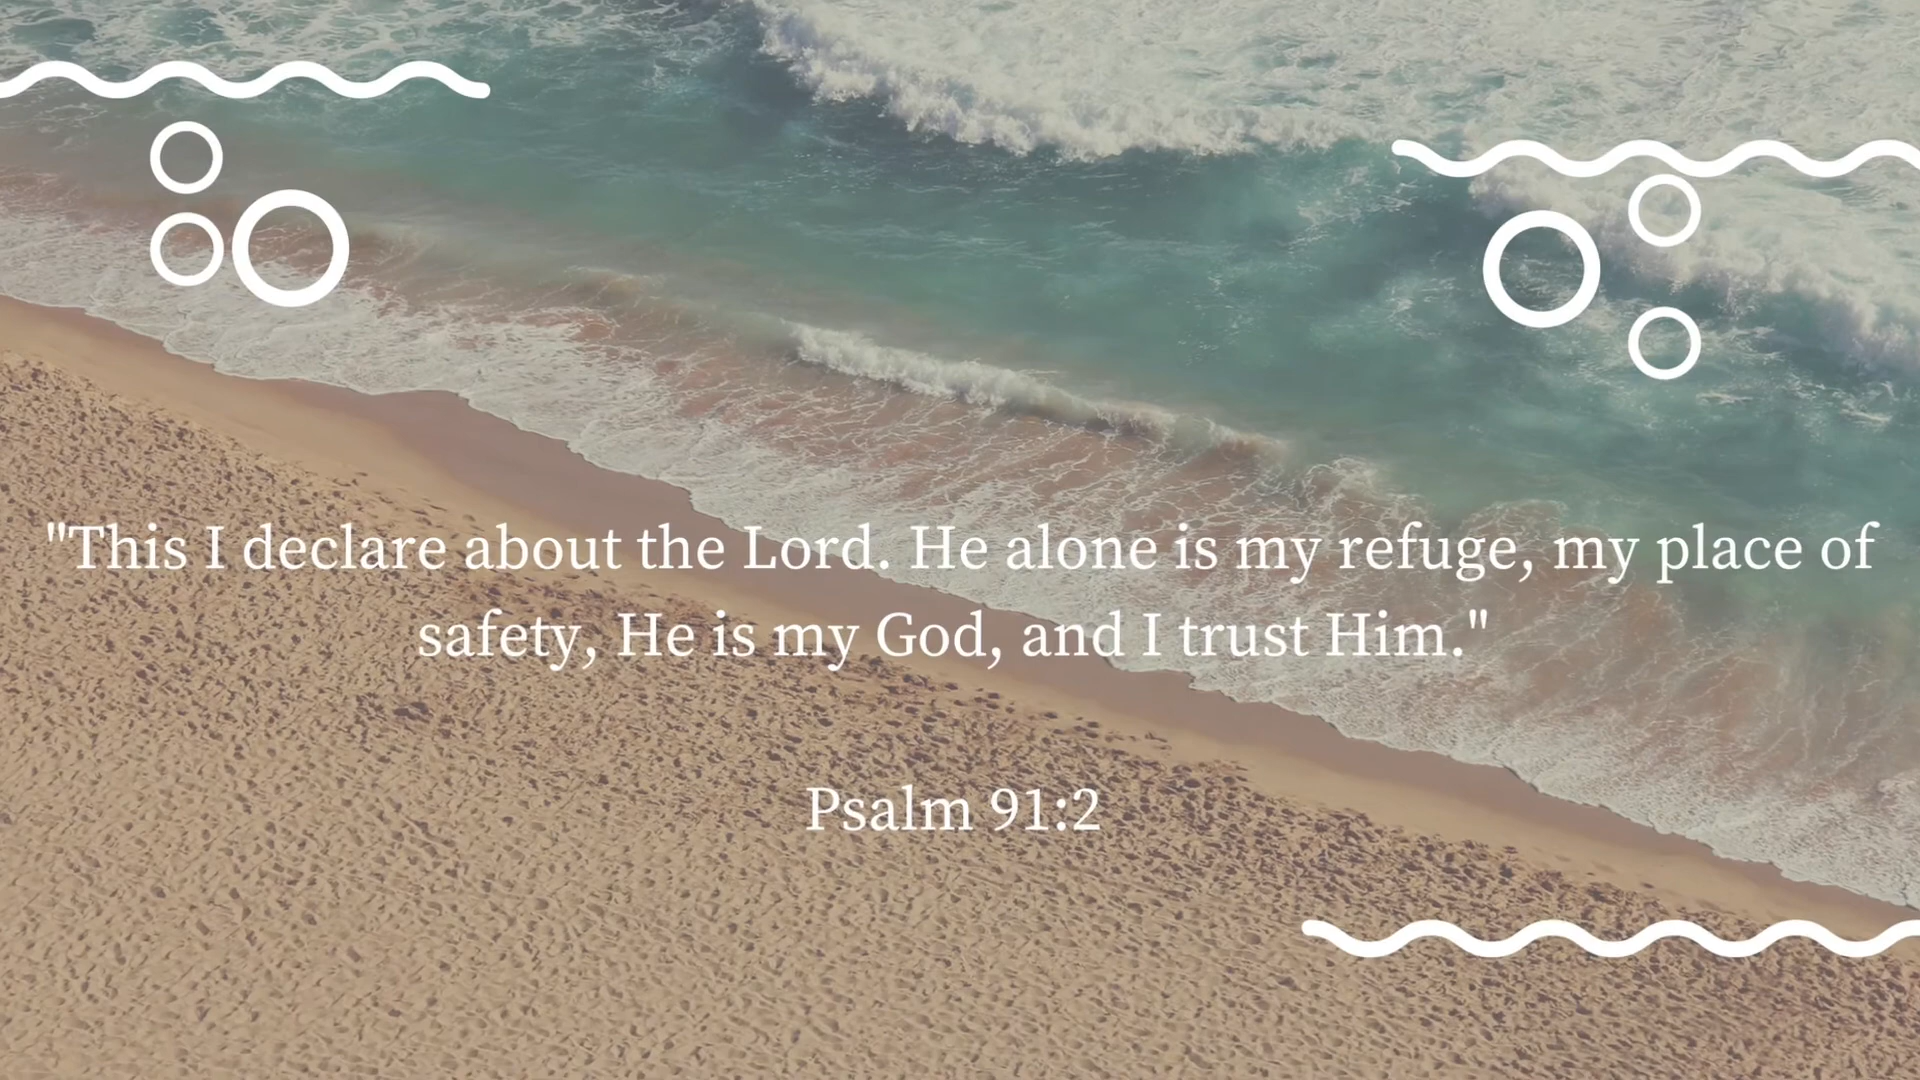 "This I declare about the Lord. He alone is my refuge, my place of
safety, He is my God, and I trust Him."
Psalm 91:2